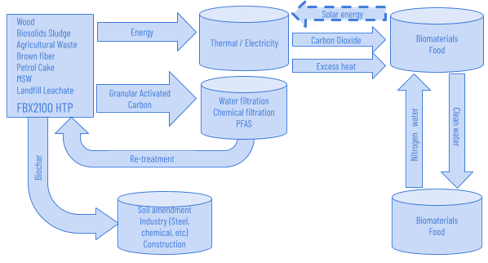 Wood
Biosolids Sludge
Agricultural Waste
Brown fiber
Petrol Cake
MSW
Landfill Leachate
FBX2100 HTP
Energy
Thermal / Electricity
Solar energy
Carbon Dioxide
Excess heat
Biomaterials
Food
Granular Activated
Carbon
Water filtration
Chemical filtration
PFAS
Re-treatment
Biochar
Soil amendment
Industry (Steel,
chemical, etc)
Construction
Nitrogen water
Clean water
Biomaterials
Food